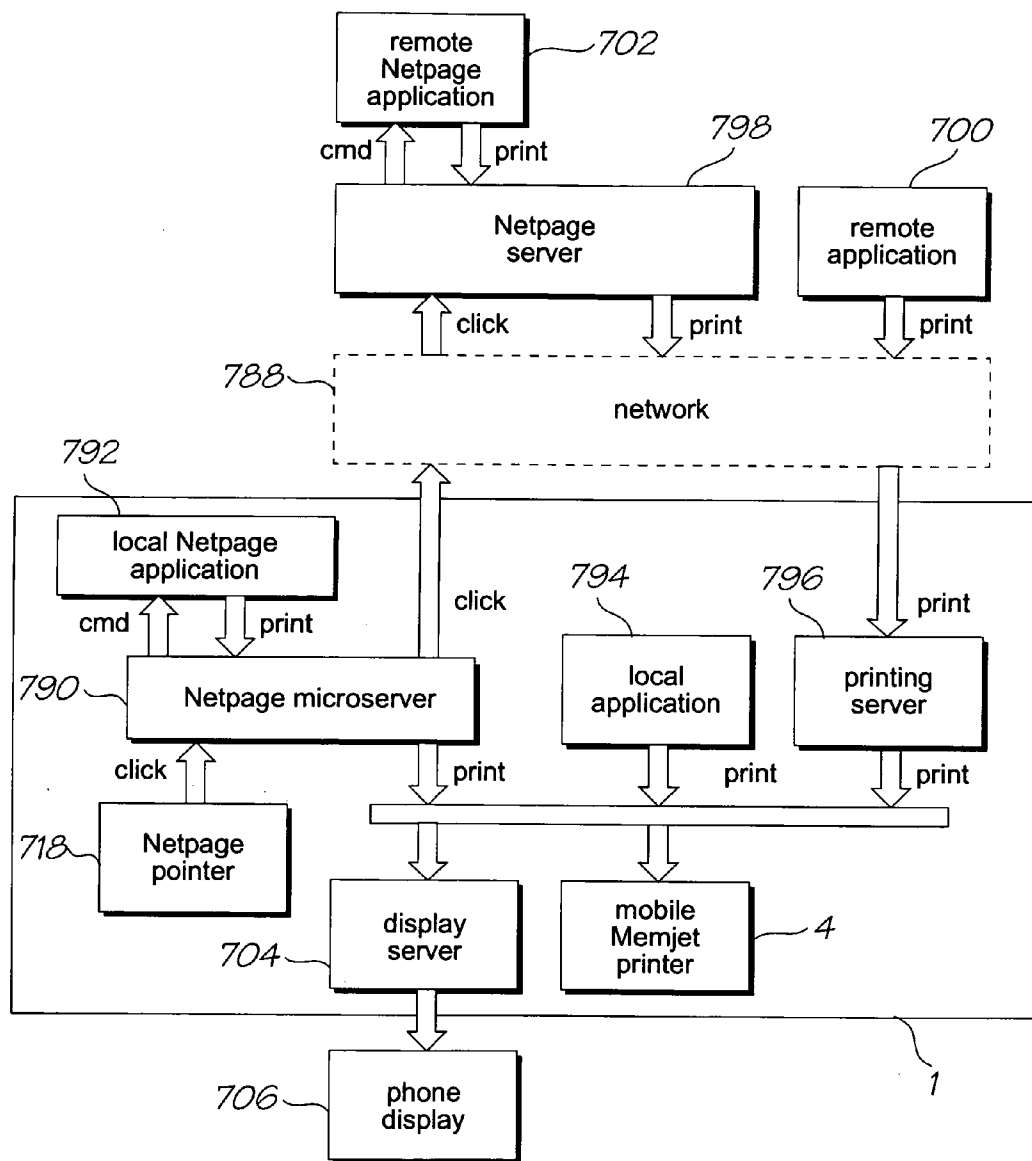 remote
Netpage
application
702
cmd
print
798
700
Netpage
server
remote
application
click
print
print
788
network
792
local Netpage
application
cmd
print
click
794
796
print
790
Netpage microserver
local
application
printing
server
click
print
print
print
718
Netpage
pointer
display
server
704
mobile
Memjet
printer
4
706
phone
display
1